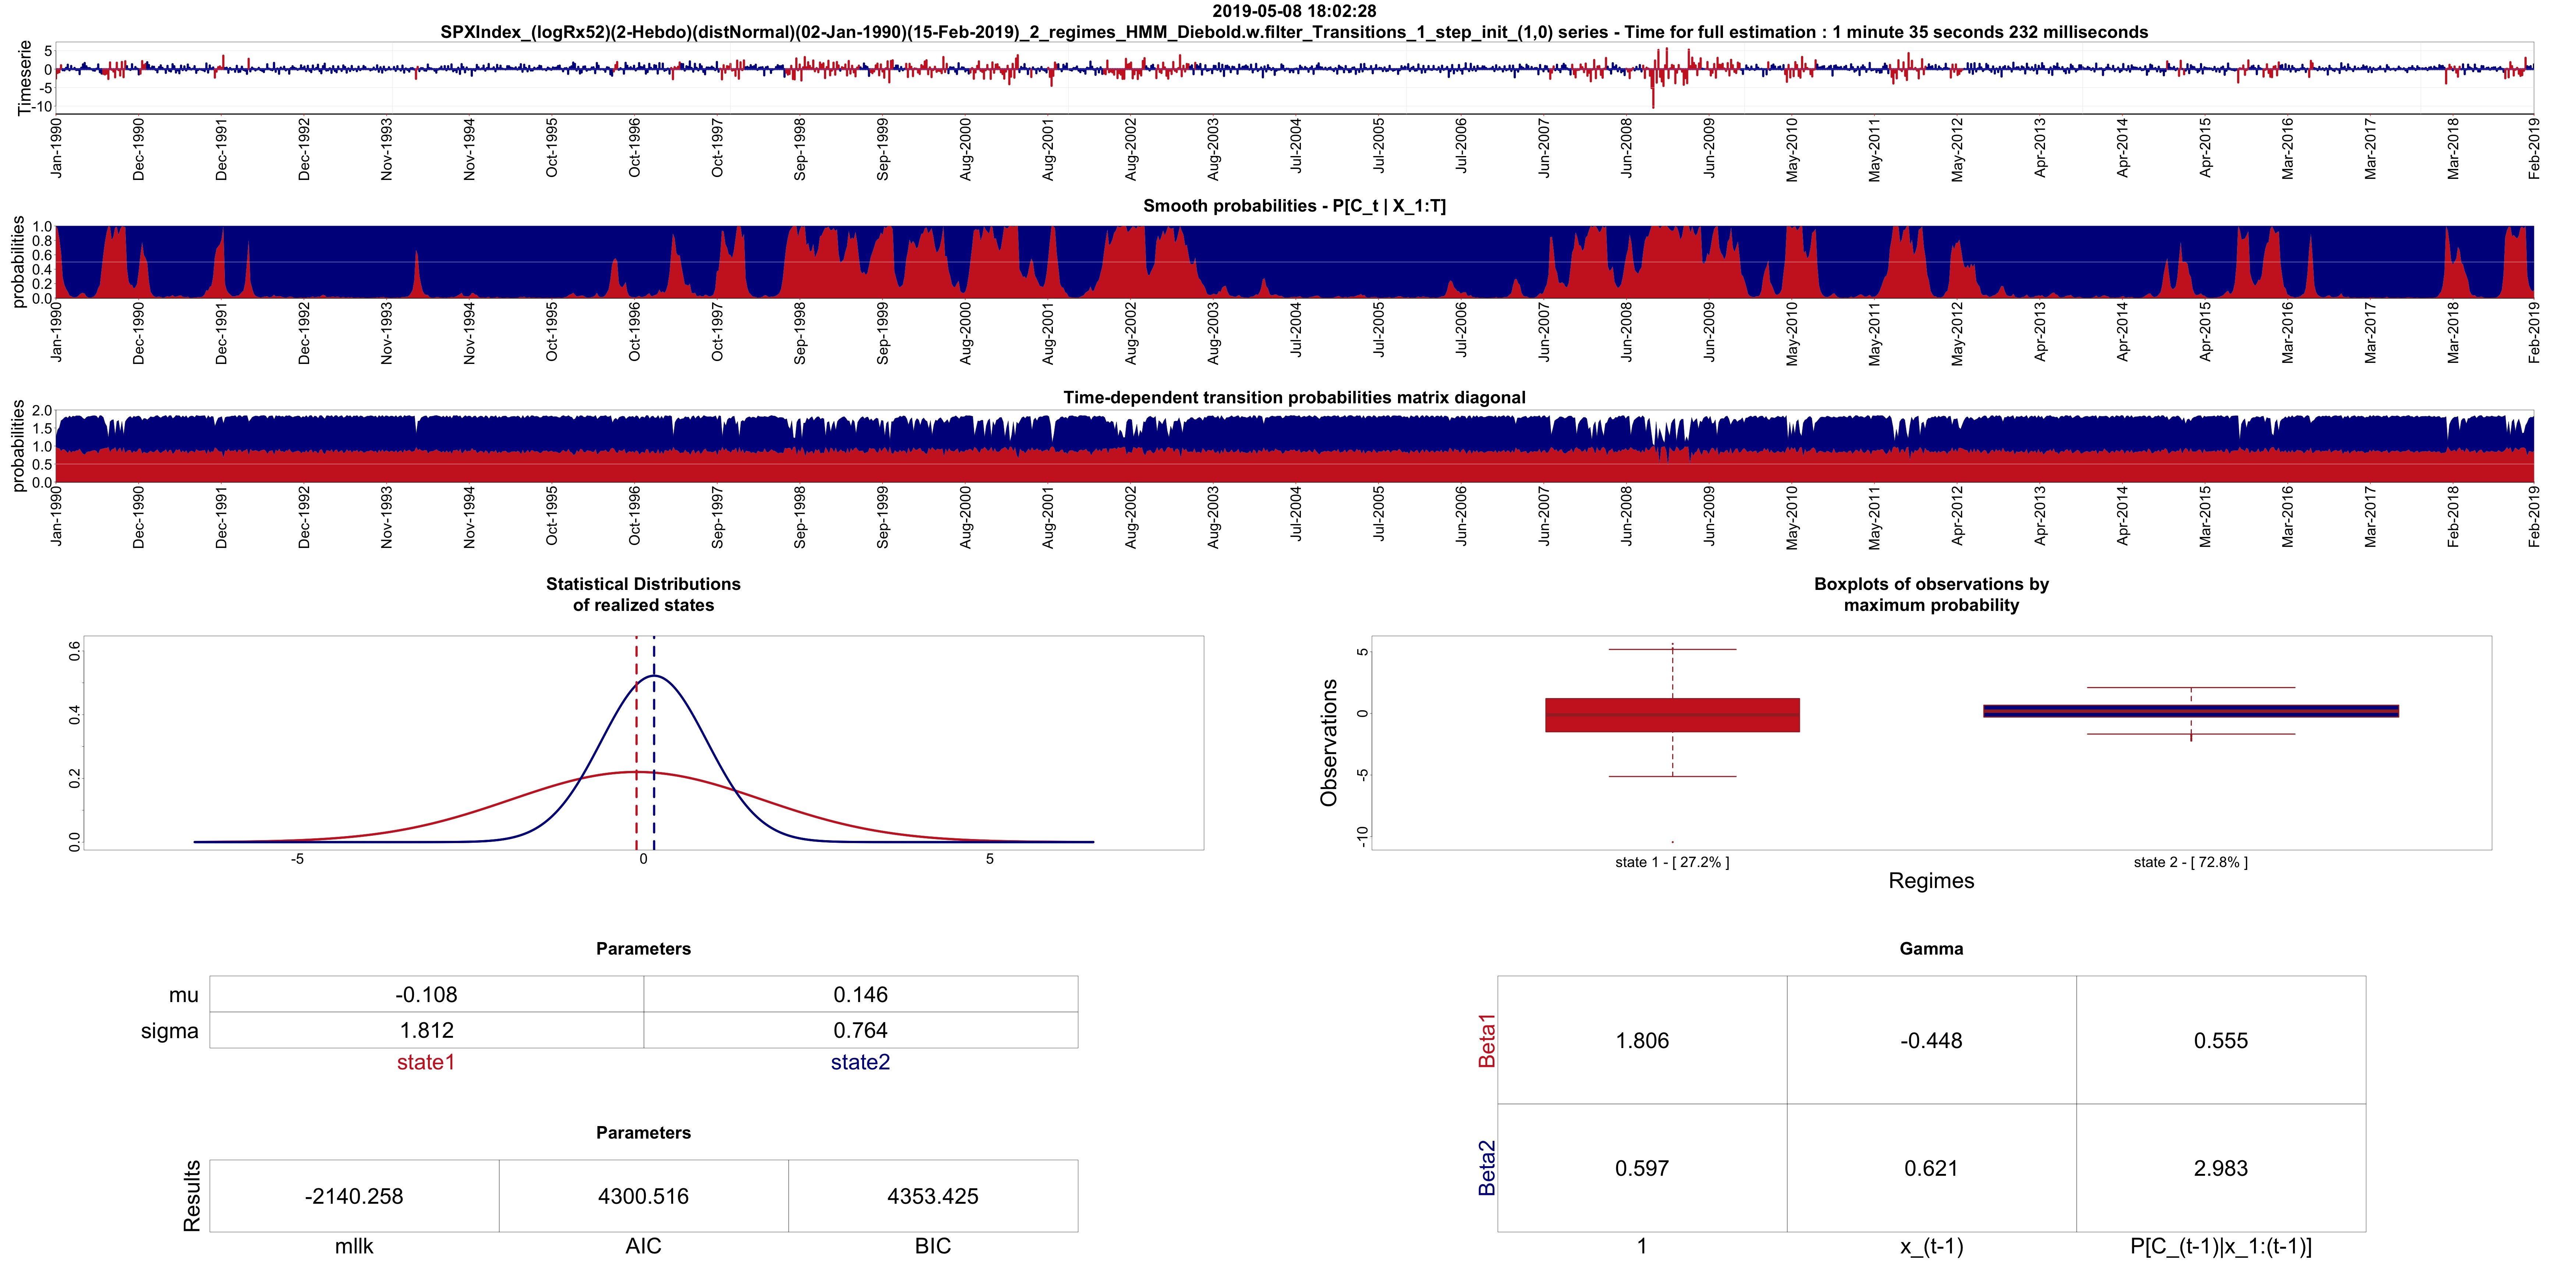 2019-05-08 18:02:28
SPXIndex_(logRx52)(2-Hebdo)(distNormal)(02-Jan-1990)(15-Feb-2019)_2_regimes_HMM_Diebold.w.filter_Transitions_1_step_init_(1,0) series - Time for full estimation : 1 minute 35 seconds 232 milliseconds
Timeserie
5
0
-5
-10
Jan-1990 Dec-1990 Dec-1991 Dec-1992 Nov-1993 Nov-1994 Oct-1995 Oct-1996 Oct-1997 Sep-1998 Sep-1999 Aug-2000 Aug-2001 Aug-2002 Aug-2003 Jul-2004 Jul-2005 Jul-2006 Jun-2007 Jun-2008 Jun-2009 May-2010 May-2011 May-2012 Apr-2013 Apr-2014 Apr-2015 Mar-2016 Mar-2017 Mar-2018 Feb-2019
Smooth probabilities - P[C_t | X_1:T]
probabilities
1.0
0.8
0.6
0.4
0.2
0.0
Jan-1990 Dec-1990 Dec-1991 Dec-1992 Nov-1993 Nov-1994 Oct-1995 Oct-1996 Oct-1997 Sep-1998 Sep-1999 Aug-2000 Aug-2001 Aug-2002 Aug-2003 Jul-2004 Jul-2005 Jul-2006 Jun-2007 Jun-2008 Jun-2009 May-2010 May-2011 May-2012 Apr-2013 Apr-2014 Apr-2015 Mar-2016 Mar-2017 Mar-2018 Feb-2019
Time-dependent transition probabilities matrix diagonal
probabilities
2.0
1.5
1.0
0.5
0.0
Jan-1990 Dec-1990 Dec-1991 Dec-1992 Nov-1993 Nov-1994 Oct-1995 Oct-1996 Sep-1997 Sep-1998 Sep-1999 Aug-2000 Aug-2001 Aug-2002 Aug-2003 Jul-2004 Jul-2005 Jun-2006 Jun-2007 Jun-2008 Jun-2009 May-2010 May-2011 Apr-2012 Apr-2013 Apr-2014 Mar-2015 Mar-2016 Mar-2017 Feb-2018 Feb-2019
Statistical Distributions
of realized states
0.6
0.4
0.2
0.0
-5 0 5
Boxplots of observations by
maximum probability
Observations
5
0
-5
-10
state 1 - [ 27.2% ] state 2 - [ 72.8% ]
Regimes
Parameters
mu -0.108 0.146
sigma 1.812 0.764
state1 state2
Parameters
Results -2140.258 4300.516 4353.425
mllk AIC BIC
Gamma
Beta1 1.806 -0.448 0.555
Beta2 0.597 0.621 2.983
1 x_(t-1) P[C_(t-1)|x_1:(t-1)]